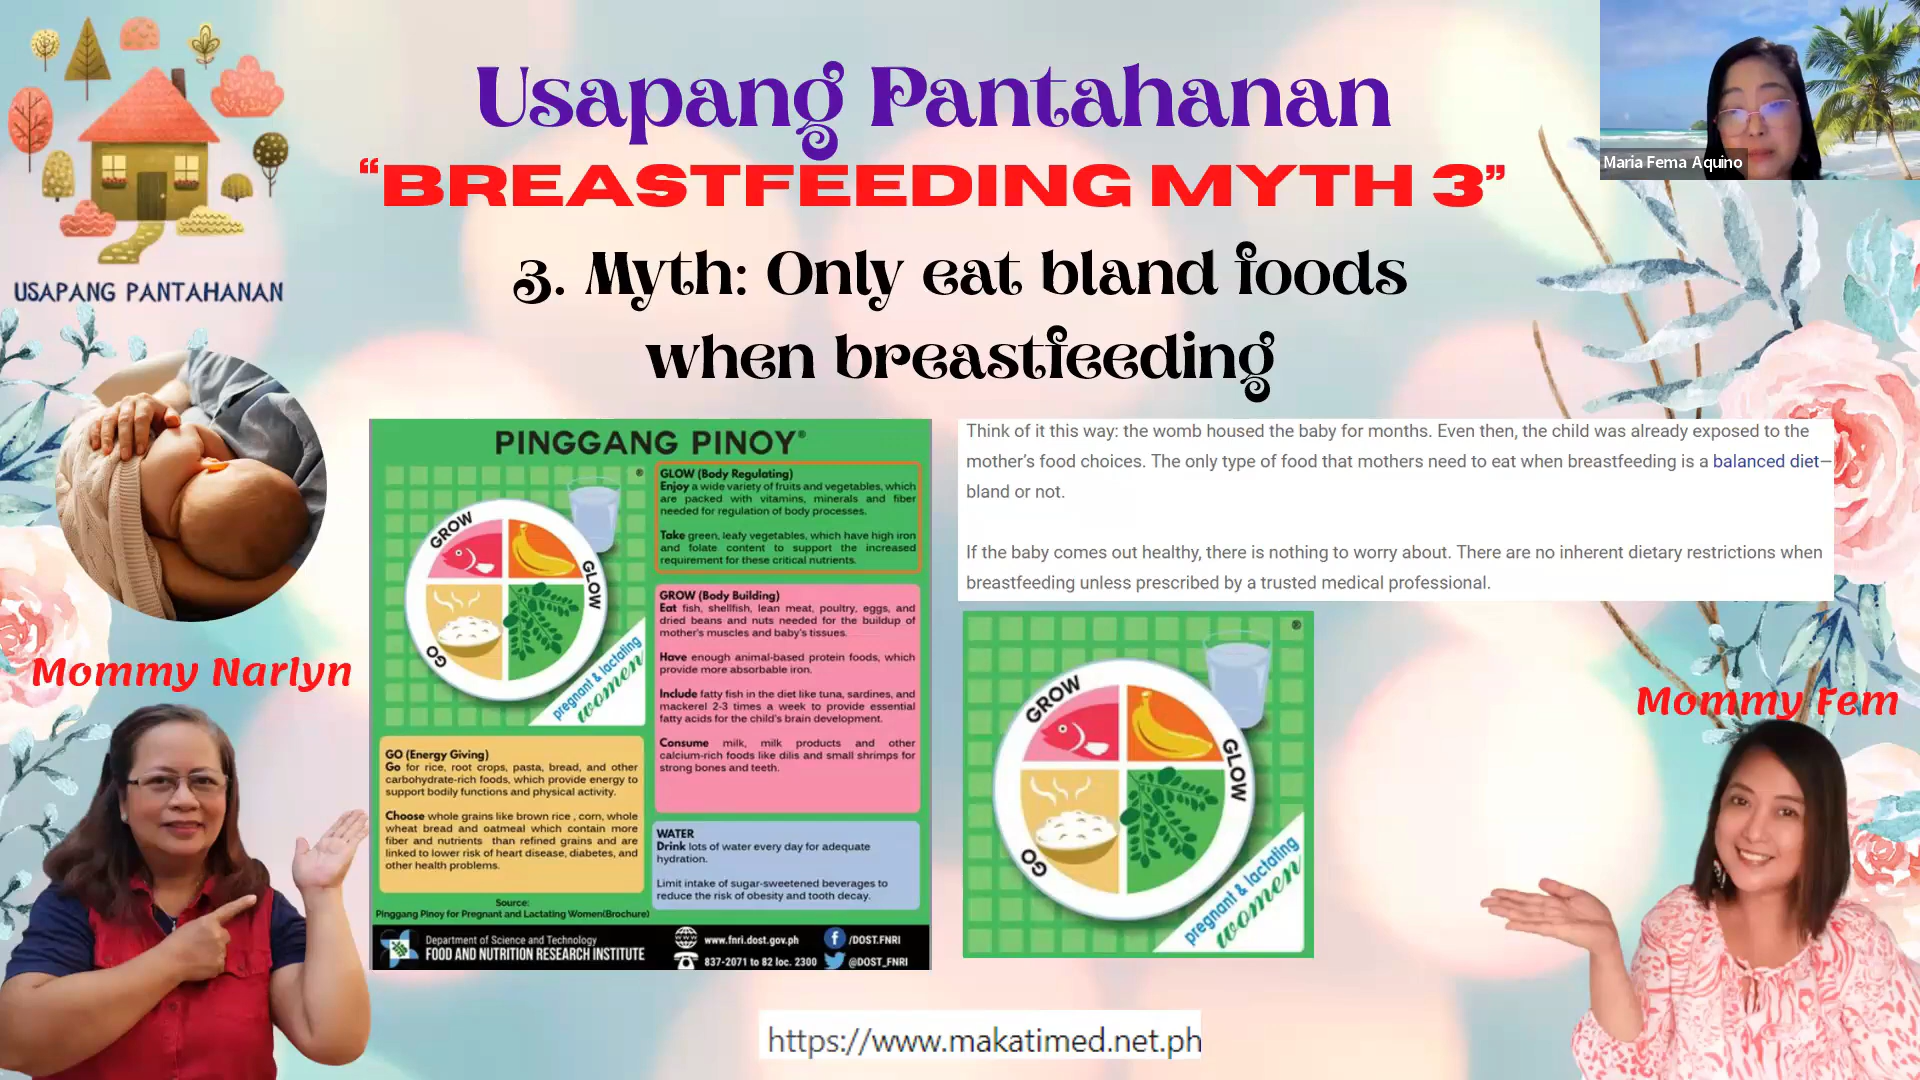 Usapang Pantahanan
“BREASTFEEDING MYTH 3”
3. Myth: Only eat bland foods
when breastfeeding
Maria Fema Aquino
USAPANG PANTAHANAN
Mommy Narlyn
PINGGANG PINOY®
®
GROW
GLOW
GO
pregnant & lactating
women
GLOW (Body Regulating)
Enjoy a wide variety of fruits and vegetables, which
are packed with vitamins, minerals and fiber
needed for regulation of body processes.
Take green, leafy vegetables, which have high iron
and folate content to support the increased
requirement for these critical nutrients.
GROW (Body Building)
Eat fish, shellfish, lean meat, poultry, eggs, and
dried beans and nuts needed for the buildup of
mother's muscles and baby's tissues.
Have enough animal-based protein foods, which
provide more absorbable iron.
Include fatty fish in the diet like tuna, sardines, and
mackerel 2-3 times a week to provide essential
fatty acids for the child's brain development.
Consume milk, milk products and other
calcium-rich foods like dilis and small shrimps for
strong bones and teeth.
GO (Energy Giving)
Go for rice, root crops, pasta, bread, and other
carbohydrate-rich foods, which provide energy to
support bodily functions and physical activity.
Choose whole grains like brown rice , corn, whole
wheat bread and oatmeal which contain more
fiber and nutrients than refined grains and are
linked to lower risk of heart disease, diabetes, and
other health problems.
WATER
Drink lots of water every day for adequate
hydration.
Limit intake of sugar-sweetened beverages to
reduce the risk of obesity and tooth decay.
Source:
Pinggang Pinoy for Pregnant and Lactating Women(Brochure)
Department of Science and Technology
FOOD AND NUTRITION RESEARCH INSTITUTE
www.fnri.dost.gov.ph
/DOST.FNRI
837-2071 to 82 loc. 2300
@DOST_FNRI
Think of it this way: the womb housed the baby for months. Even then, the child was already exposed to the
mother’s food choices. The only type of food that mothers need to eat when breastfeeding is a balanced diet—
bland or not.
If the baby comes out healthy, there is nothing to worry about. There are no inherent dietary restrictions when
breastfeeding unless prescribed by a trusted medical professional.
®
GROW
GLOW
GO
pregnant & lactating
women
Mommy Fem
https://www.makatimed.net.ph